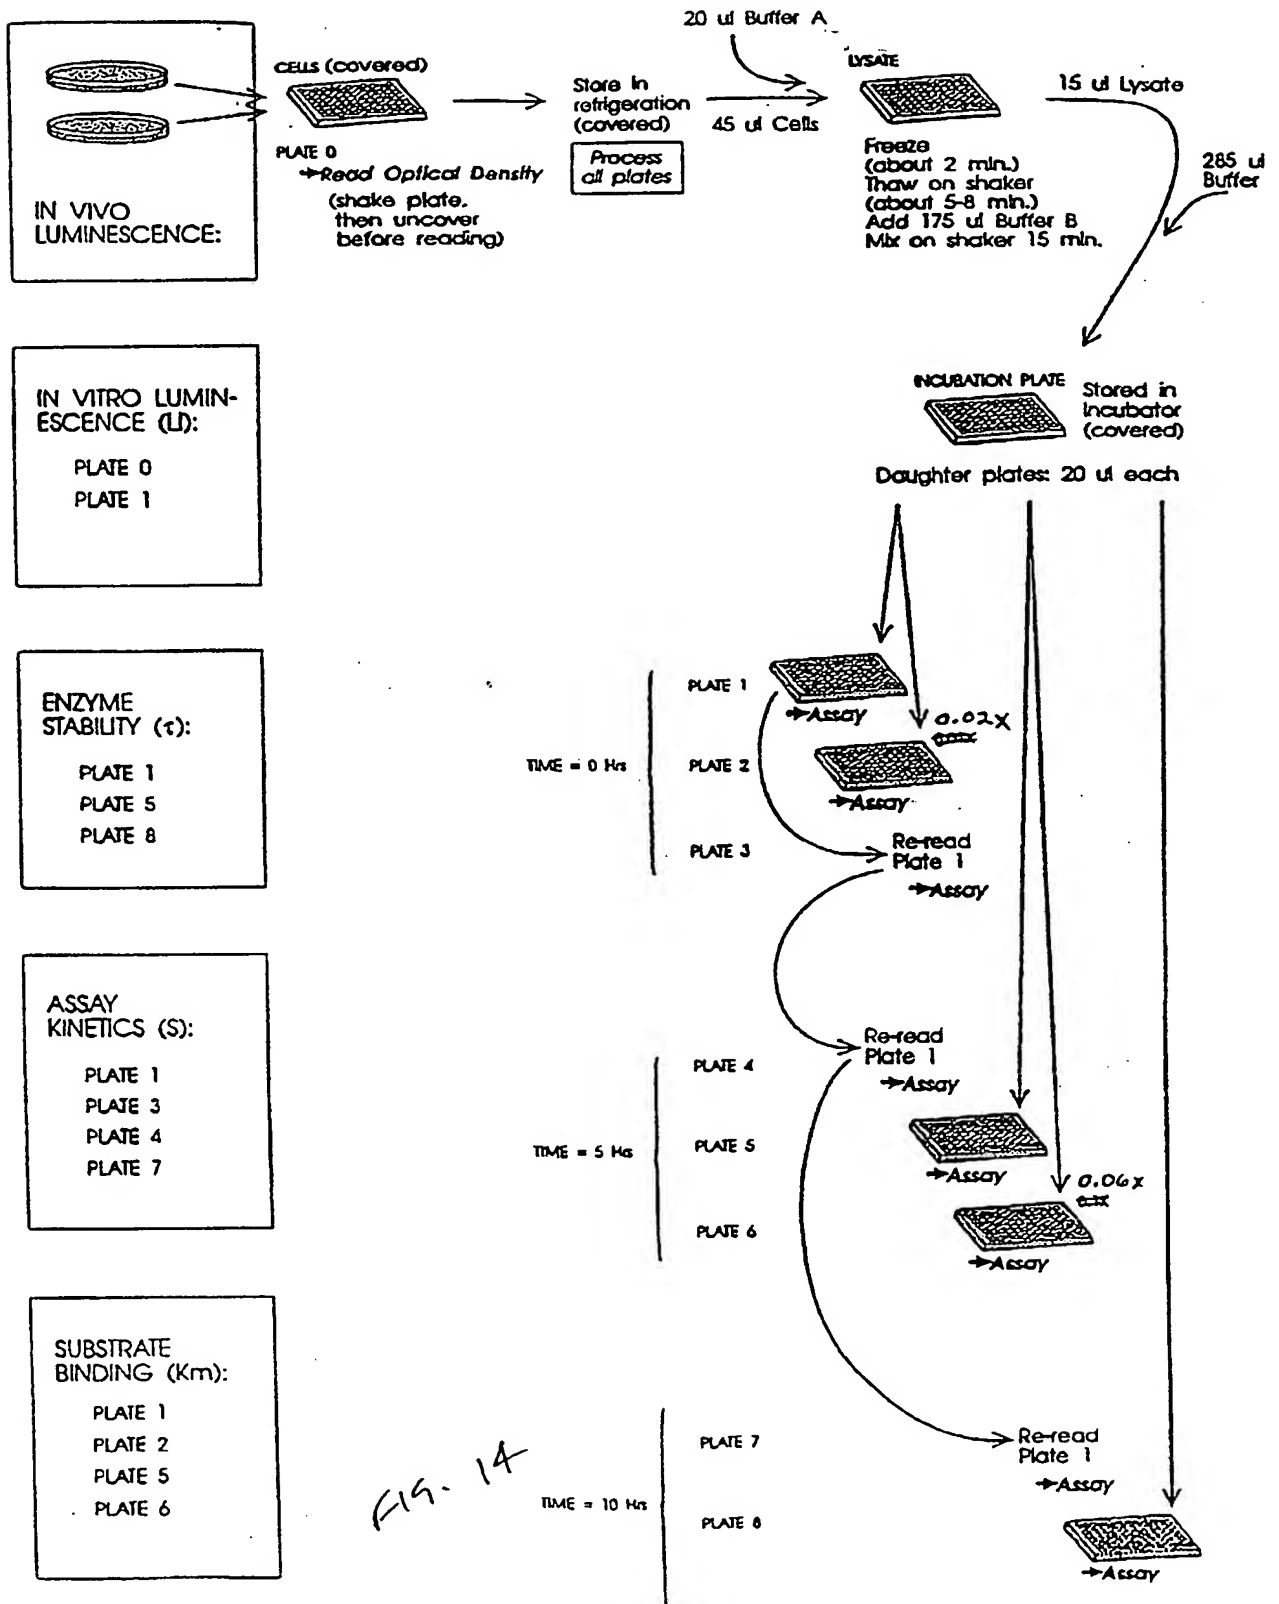 IN VIVO
LUMINESCENCE:
CELLS (covered)
PLATE 0
Read Optical Density
(shake plate.
then uncover
before reading)
Store in
refrigeration
(covered)
Process
all plates
20 ul Buffer A
45 ul Cells
LYSATE
Freeze
(about 2 min.)
Thaw on shaker
(about 5-8 min.)
Add 175 ul Buffer B
Mix on shaker 15 min.
15 ul Lysate
285 ul
Buffer
INCUBATION PLATE
Stored in
Incubator
(covered)
Daughter plates: 20 ul each
IN VITRO LUMIN-
ESCENCE (LI):
PLATE 0
PLATE 1
ENZYME
STABILITY (τ):
PLATE 1
PLATE 5
PLATE 8
TIME = 0 Hrs
PLATE 1
Assay
0.02X
PLATE 2
Assay
PLATE 3
Re-read
Plate 1
Assay
ASSAY
KINETICS (S):
PLATE 1
PLATE 3
PLATE 4
PLATE 7
TIME = 5 Hrs
PLATE 4
Re-read
Plate 1
Assay
PLATE 5
Assay
0.06X
PLATE 6
Assay
SUBSTRATE
BINDING (Km):
PLATE 1
PLATE 2
PLATE 5
PLATE 6
FIG. 14
TIME = 10 Hrs
PLATE 7
Re-read
Plate 1
Assay
PLATE 8
Assay